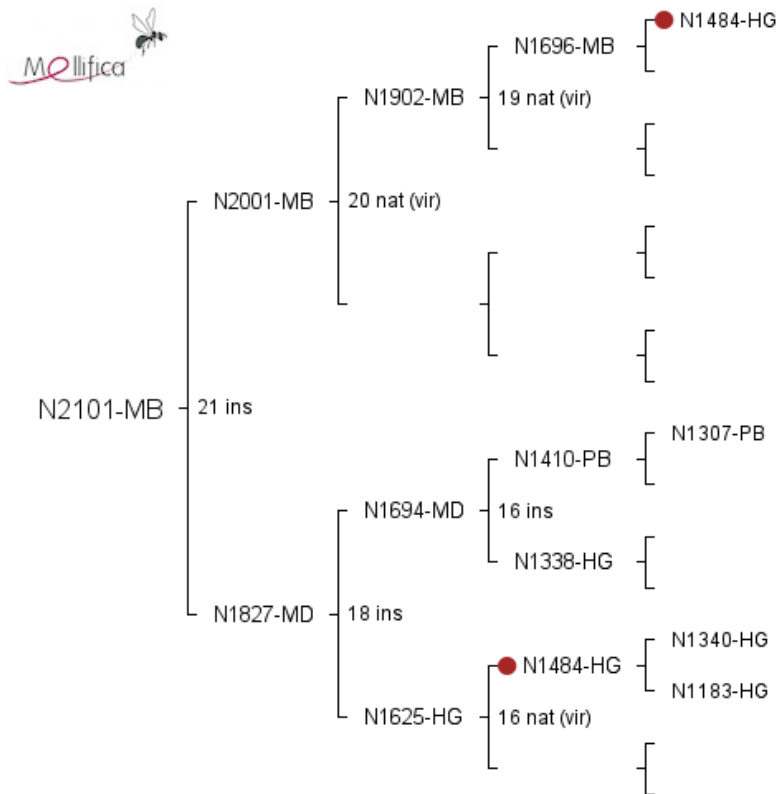 Mellifica
N1484-HG
N1696-MB
N1902-MB
19 nat (vir)
N2001-MB
20 nat (vir)
N2101-MB
21 ins
N1307-PB
N1410-PB
N1694-MD
16 ins
N1338-HG
N1827-MD
18 ins
N1340-HG
N1484-HG
N1183-HG
N1625-HG
16 nat (vir)